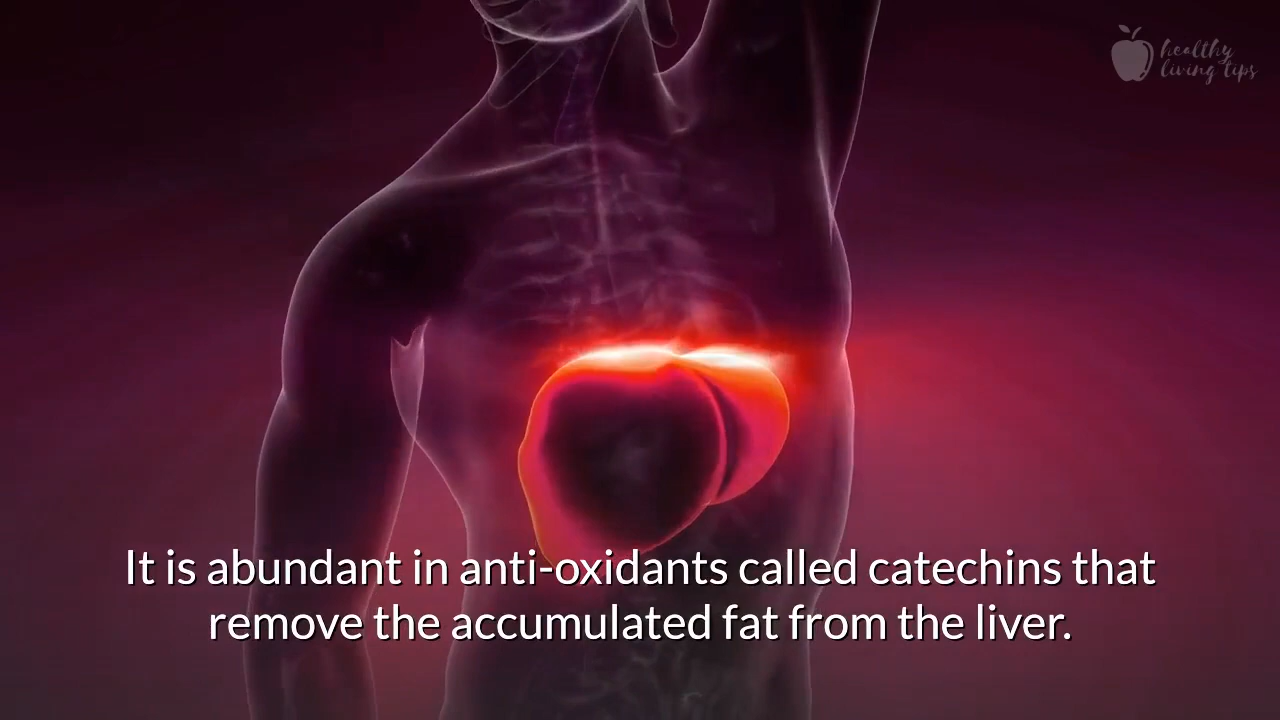 healthy
living tips
It is abundant in anti-oxidants called catechins that
remove the accumulated fat from the liver.